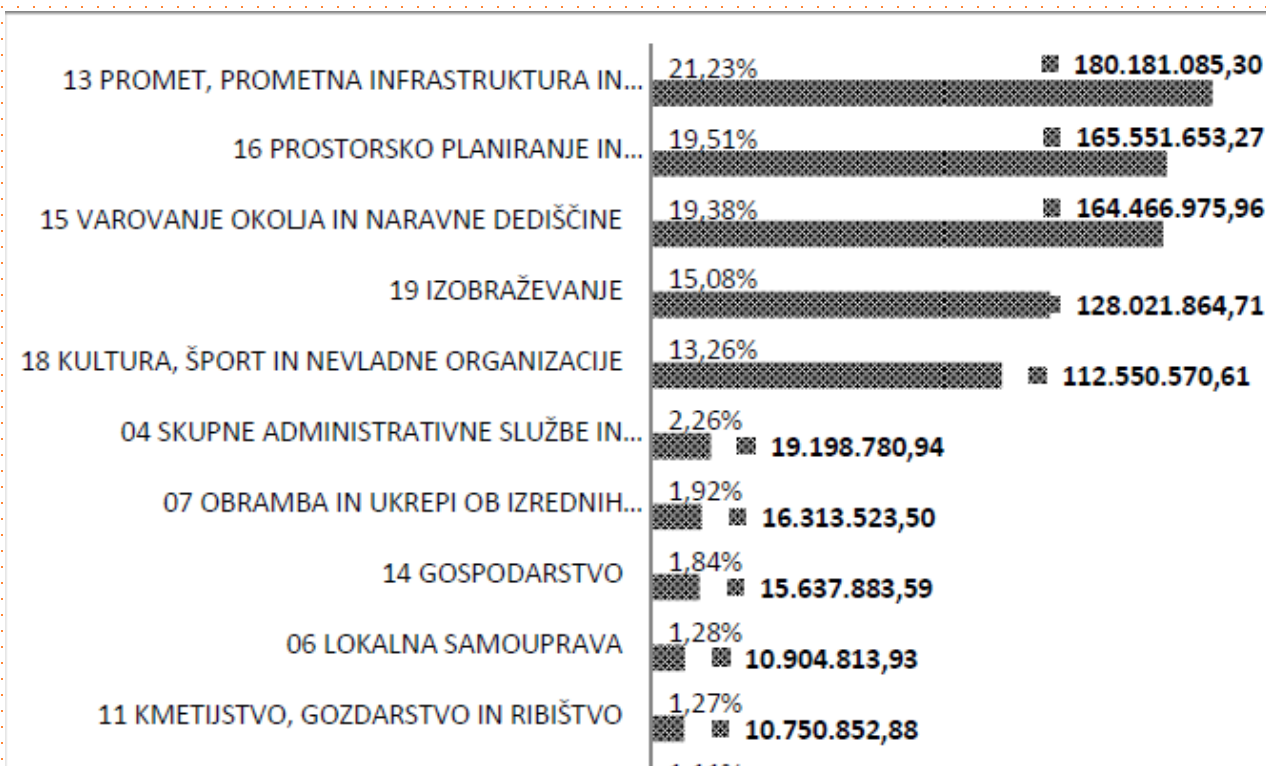 13 PROMET, PROMETNA INFRASTRUKTURA IN... 21,23% 180.181.085,30
16 PROSTORSKO PLANIRANJE IN... 19,51% 165.551.653,27
15 VAROVANJE OKOLJA IN NARAVNE DEDIŠČINE 19,38% 164.466.975,96
19 IZOBRAŽEVANJE 15,08% 128.021.864,71
18 KULTURA, ŠPORT IN NEVLADNE ORGANIZACIJE 13,26% 112.550.570,61
04 SKUPNE ADMINISTRATIVNE SLUŽBE IN... 2,26% 19.198.780,94
07 OBRAMBA IN UKREPI OB IZREDNIH... 1,92% 16.313.523,50
14 GOSPODARSTVO 1,84% 15.637.883,59
06 LOKALNA SAMOUPRAVA 1,28% 10.904.813,93
11 KMETIJSTVO, GOZDARSTVO IN RIBIŠTVO 1,27% 10.750.852,88